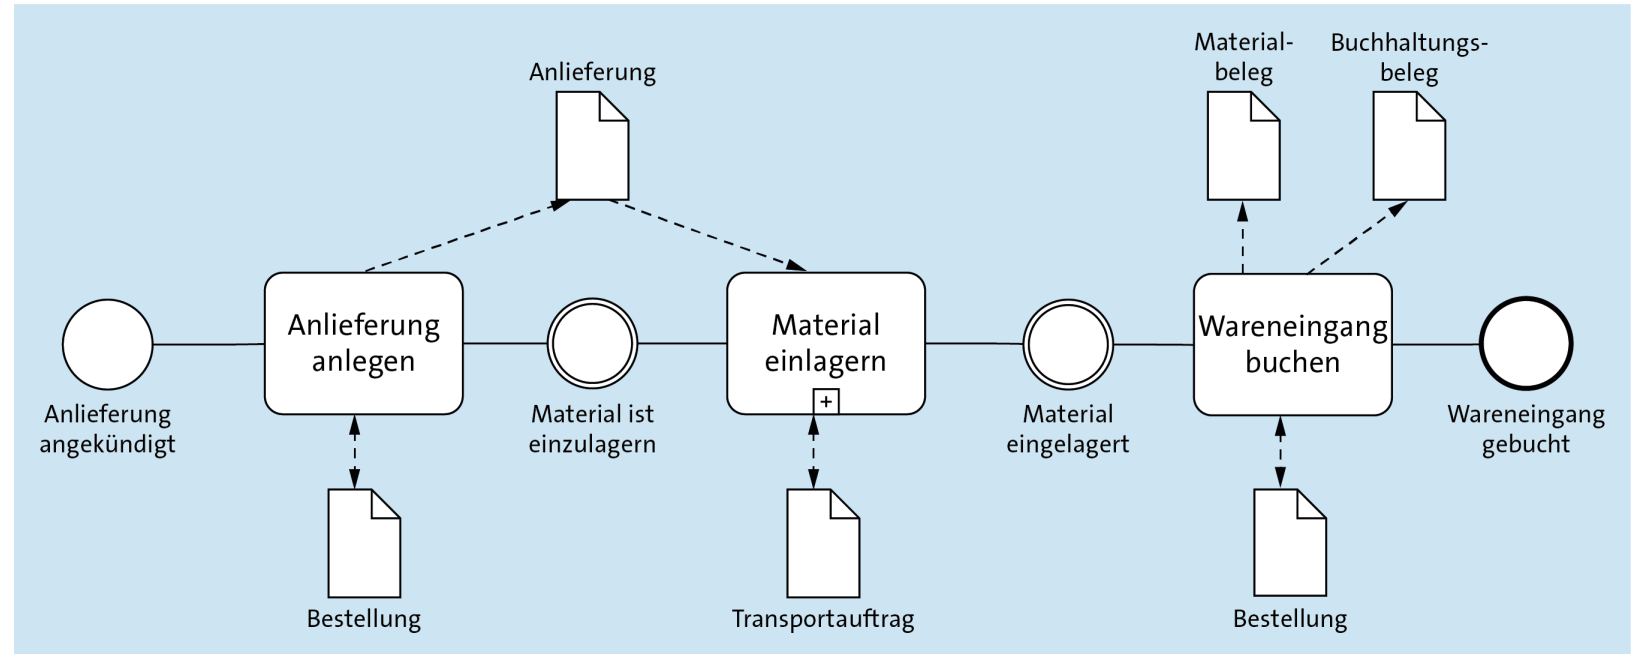 Anlieferung
Material-
beleg
Buchhaltungs-
beleg
Anlieferung
anlegen
Material
einlagern
+
Wareneingang
buchen
Anlieferung
angekündigt
Material ist
einzulagern
Material
eingelagert
Wareneingang
gebucht
Bestellung
Transportauftrag
Bestellung